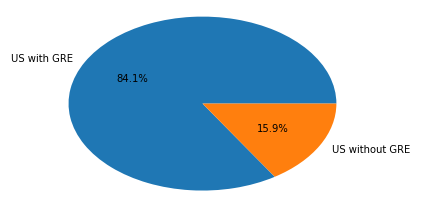 US with GRE
84.1%
15.9%
US without GRE